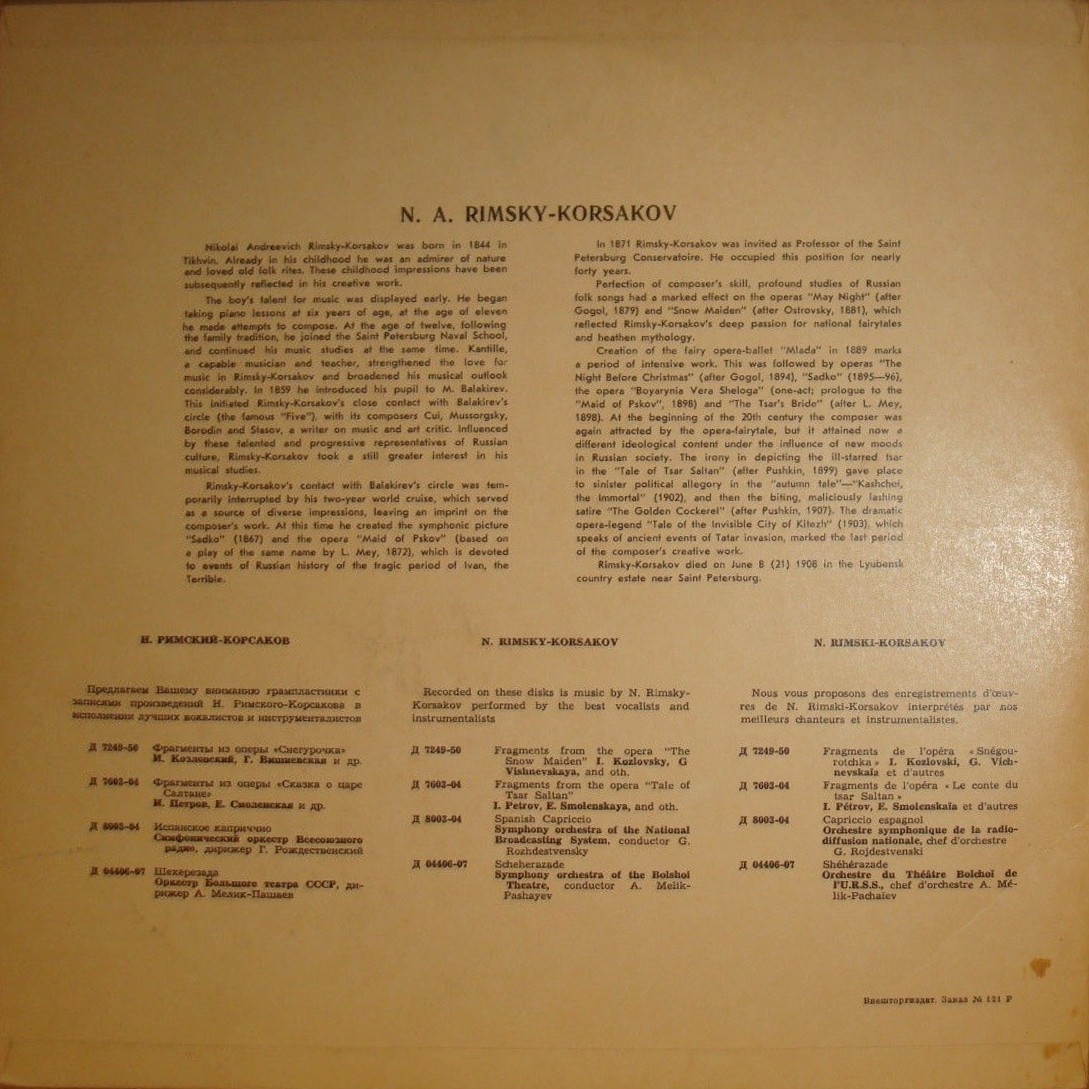 N. A. RIMSKY-KORSAKOV
Nikolai Andreevich Rimsky-Korsakov was born in 1844 in
Tikhvin. Already in his childhood he was an admirer of nature
and loved old folk rites. These childhood impressions have been
subsequently reflected in his creative work.
The boy's talent for music was displayed early. He began
taking piano lessons at six years of age, at the age of eleven
he made attempts to compose. At the age of twelve, following
the family tradition, he joined the Saint Petersburg Naval School,
and continued his music studies at the same time. Kantille,
a capable musician and teacher, strengthened the love for
music in Rimsky-Korsakov and broadened his musical outlook
considerably. In 1859 he introduced his pupil to M. Balakirev.
This initiated Rimsky-Korsakov's close contact with Balakirev's
circle (the famous "Five"), with its composers Cui, Mussorgsky,
Borodin and Stasov, a writer on music and art critic. Influenced
by these talented and progressive representatives of Russian
culture, Rimsky-Korsakov took a still greater interest in his
musical studies.
Rimsky-Korsakov's contact with Balakirev's circle was tem-
porarily interrupted by his two-year world cruise, which served
as a source of diverse impressions, leaving an imprint on the
composer's work. At this time he created the symphonic picture
"Sadko" (1867) and the opera "Maid of Pskov" (based on
a play of the same name by L. Mey, 1872), which is devoted
to events of Russian history of the tragic period of Ivan, the
Terrible.
In 1871 Rimsky-Korsakov was invited as Professor of the Saint
Petersburg Conservatoire. He occupied this position for nearly
forty years.
Perfection of composer's skill, profound studies of Russian
folk songs had a marked effect on the operas "May Night" (after
Gogol, 1879) and "Snow Maiden" (after Ostrovsky, 1881), which
reflected Rimsky-Korsakov's deep passion for national fairytales
and heathen mythology.
Creation of the fairy opera-ballet "Mlada" in 1889 marks
a period of intensive work. This was followed by operas "The
Night Before Christmas" (after Gogol, 1894), "Sadko" (1895—96),
the opera "Boyarynia Vera Sheloga" (one-act; prologue to the
"Maid of Pskov", 1898) and "The Tsar's Bride" (after L. Mey,
1898). At the beginning of the 20th century the composer was
again attracted by the opera-fairytale, but it attained now a
different ideological content under the influence of new moods
in Russian society. The irony in depicting the ill-starred tsar
in the "Tale of Tsar Saltan" (after Pushkin, 1899) gave place
to sinister political allegory in the "autumn tale"—"Kashchei,
the Immortal" (1902), and then the biting, maliciously lashing
satire "The Golden Cockerel" (after Pushkin, 1907). The dramatic
opera-legend "Tale of the Invisible City of Kitezh" (1903), which
speaks of ancient events of Tatar invasion, marked the last period
of the composer's creative work.
Rimsky-Korsakov died on June 8 (21) 1908 in the Lyubensk
country estate near Saint Petersburg.
Н. РИМСКИЙ-КОРСАКОВ
Предлагаем Вашему вниманию грампластинки с
записями произведений Н. Римского-Корсакова в
исполнении лучших вокалистов и инструменталистов
Д 7249-50 Фрагменты из оперы «Снегурочка»
И. Козловский, Г. Вишневская и др.
Д 7603-04 Фрагменты из оперы «Сказка о царе
Салтане»
И. Петров, Е. Смоленская и др.
Д 8003-04 Испанское каприччио
Симфонический оркестр Всесоюзного
радио, дирижер Г. Рождественский
Д 04406-07 Шехеразада
Оркестр Большого театра СССР, ди-
рижер А. Мелик-Пашаев
N. RIMSKY-KORSAKOV
Recorded on these disks is music by N. Rimsky-
Korsakov performed by the best vocalists and
instrumentalists
Д 7249-50 Fragments from the opera "The
Snow Maiden" I. Kozlovsky, G
Vishnevskaya, and oth.
Д 7603-04 Fragments from the opera "Tale of
Tsar Saltan"
I. Petrov, E. Smolenskaya, and oth.
Д 8003-04 Spanish Capriccio
Symphony orchestra of the National
Broadcasting System, conductor G.
Rozhdestvensky
Д 04406-07 Scheherazade
Symphony orchestra of the Bolshoi
Theatre, conductor A. Melik-
Pashayev
N. RIMSKI-KORSAKOV
Nous vous proposons des enregistrements d'œuv-
res de N. Rimski-Korsakov interprétés par nos
meilleurs chanteurs et instrumentalistes.
Д 7249-50 Fragments de l'opéra «Snégou-
rotchka» I. Kozlovski, G. Vich-
nevskaïa et d'autres
Д 7603-04 Fragments de l'opéra «Le conte du
tsar Saltan»
I. Pétrov, E. Smolenskaïa et d'autres
Д 8003-04 Capriccio espagnol
Orchestre symphonique de la radio-
diffusion nationale, chef d'orchestre
G. Rojdestvenski
Д 04406-07 Shéhérazade
Orchestre du Théâtre Bolchoï de
l'U.R.S.S., chef d'orchestre A. Mé-
lik-Pachaïev
Внешторгиздат. Заказ № 121 Р